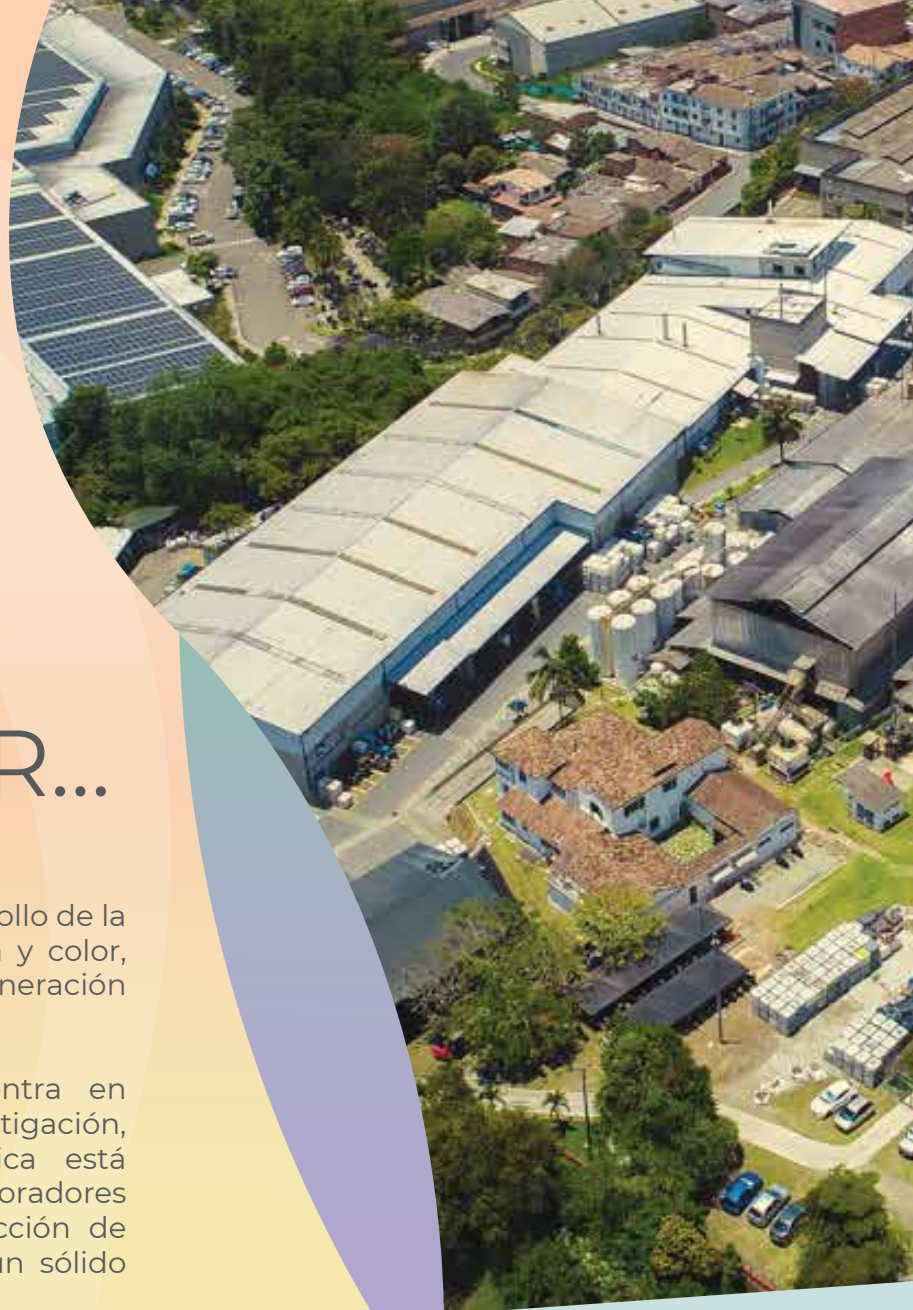 R...
ollo de la
y color,
neración
ntra en
tigación,
ica está
oradores
cción de
un sólido